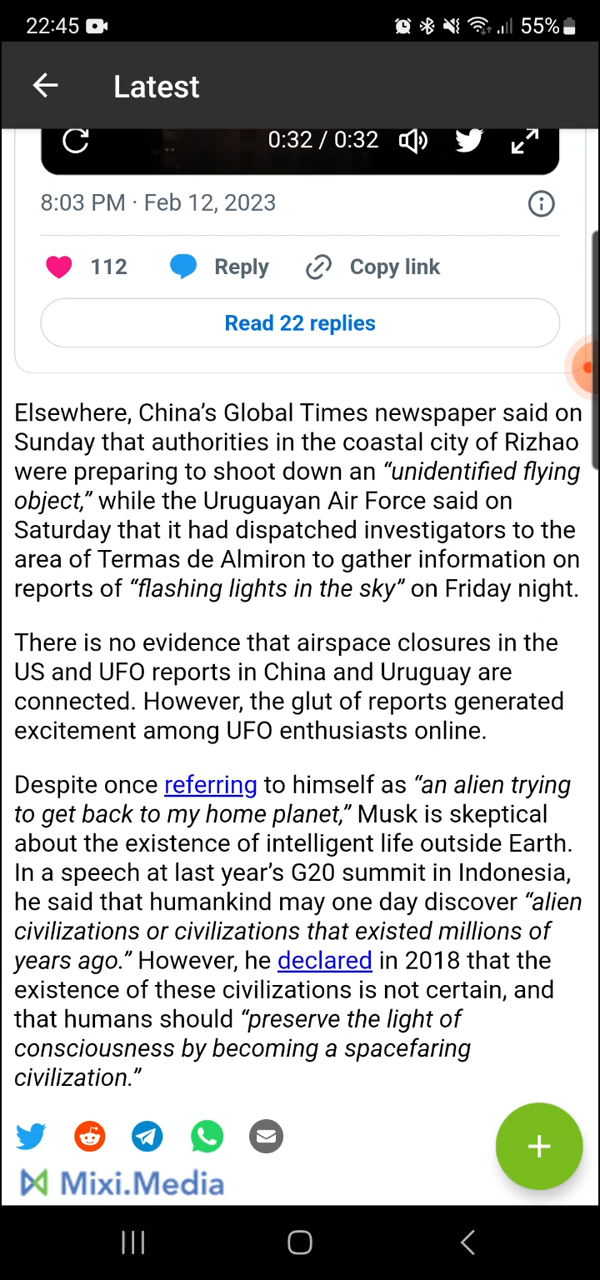 22:45 55%
Latest
0:32 / 0:32
8:03 PM · Feb 12, 2023
112 Reply Copy link
Read 22 replies
Elsewhere, China’s Global Times newspaper said on
Sunday that authorities in the coastal city of Rizhao
were preparing to shoot down an “unidentified flying
object,” while the Uruguayan Air Force said on
Saturday that it had dispatched investigators to the
area of Termas de Almiron to gather information on
reports of “flashing lights in the sky” on Friday night.
There is no evidence that airspace closures in the
US and UFO reports in China and Uruguay are
connected. However, the glut of reports generated
excitement among UFO enthusiasts online.
Despite once referring to himself as “an alien trying
to get back to my home planet,” Musk is skeptical
about the existence of intelligent life outside Earth.
In a speech at last year’s G20 summit in Indonesia,
he said that humankind may one day discover “alien
civilizations or civilizations that existed millions of
years ago.” However, he declared in 2018 that the
existence of these civilizations is not certain, and
that humans should “preserve the light of
consciousness by becoming a spacefaring
civilization.”
Mixi.Media